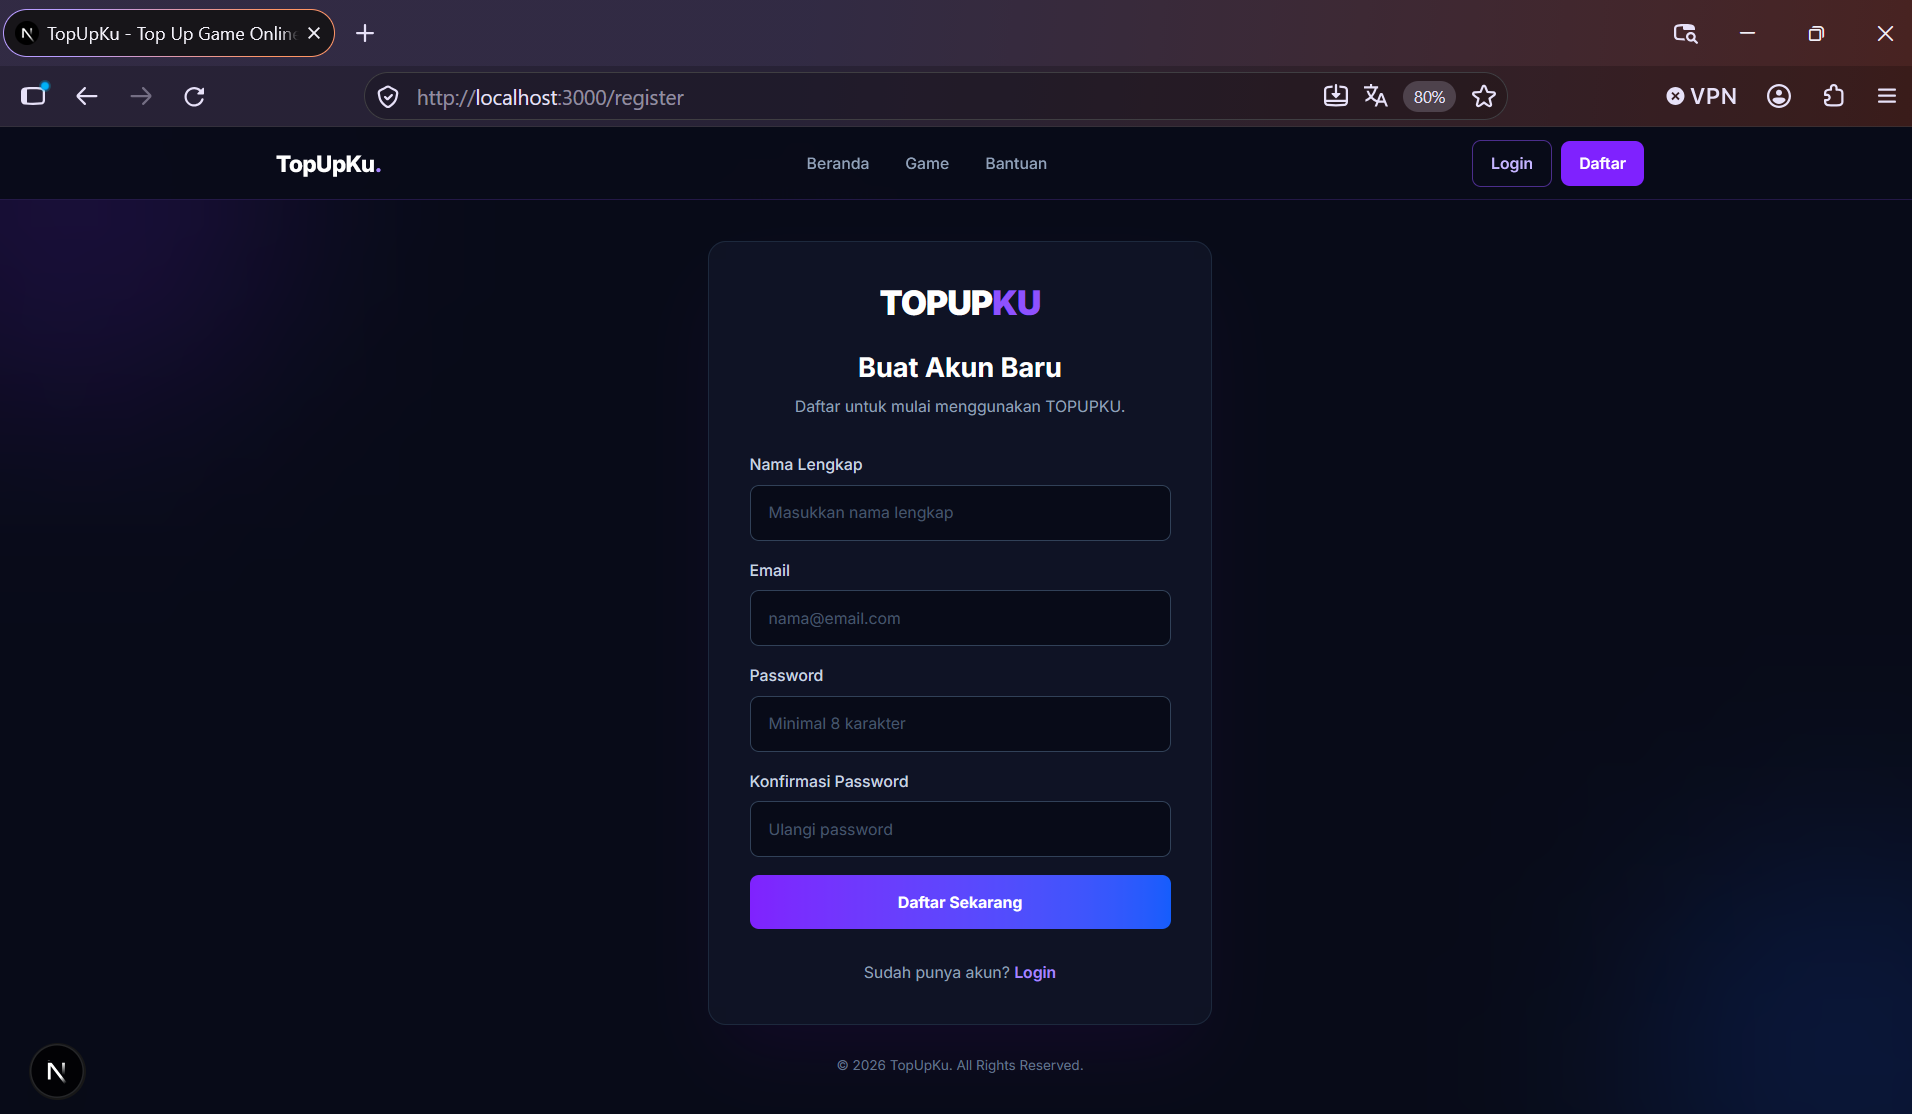 TopUpKu - Top Up Game Online
http://localhost:3000/register
80%
VPN
TopUpKu.
Beranda
Game
Bantuan
Login
Daftar
TOPUPKU
Buat Akun Baru
Daftar untuk mulai menggunakan TOPUPKU.
Nama Lengkap
Masukkan nama lengkap
Email
nama@email.com
Password
Minimal 8 karakter
Konfirmasi Password
Ulangi password
Daftar Sekarang
Sudah punya akun? Login
© 2026 TopUpKu. All Rights Reserved.
N